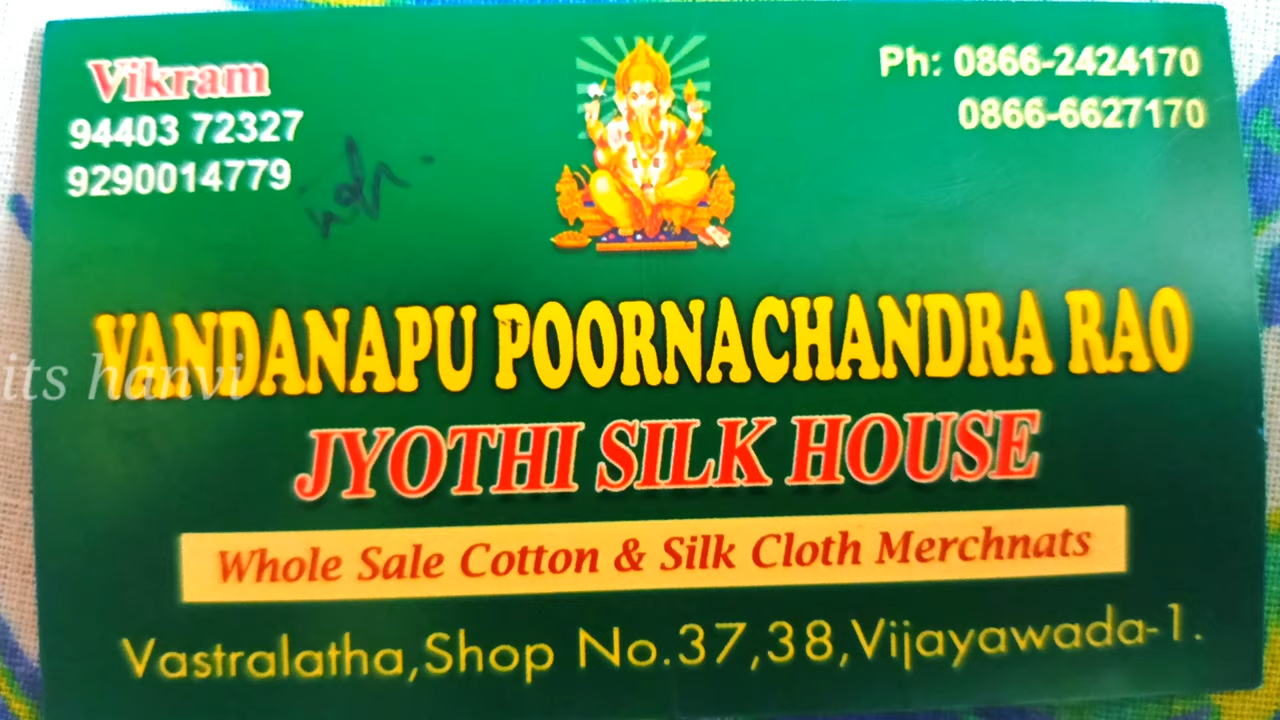 Vikram
94403 72327
9290014779
Ph: 0866-2424170
0866-6627170
VANDANAPU POORNACHANDRA RAO
its hanvi
JYOTHI SILK HOUSE
Whole Sale Cotton & Silk Cloth Merchnats
Vastralatha,Shop No.37,38,Vijayawada-1.